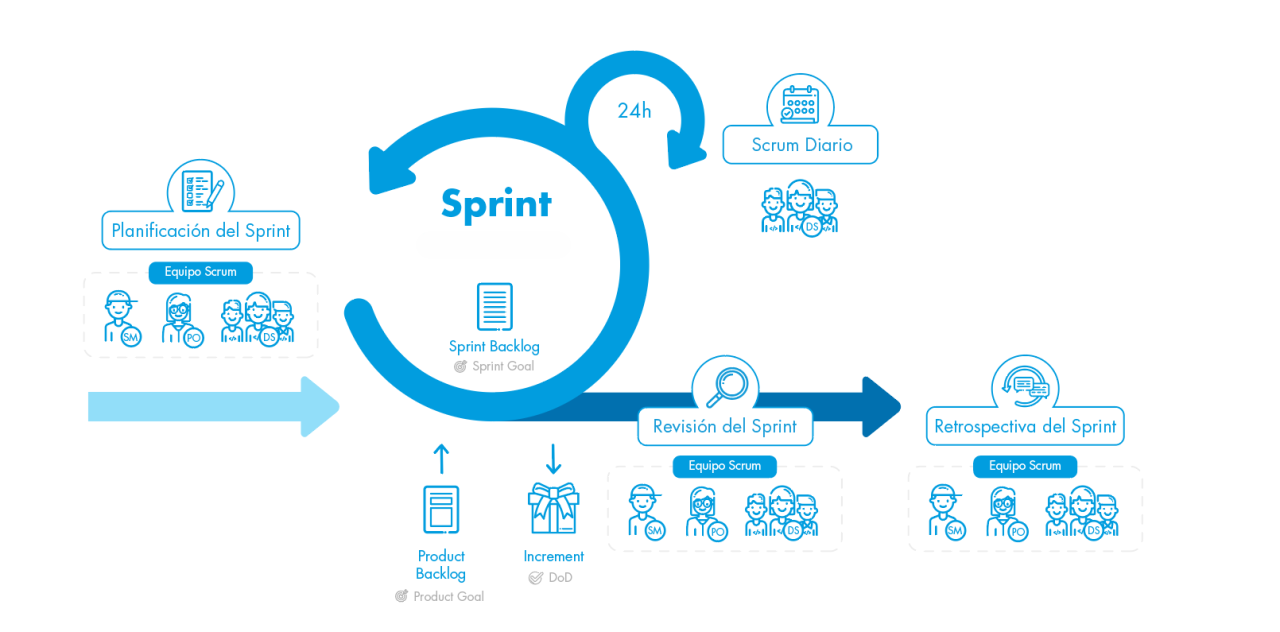 24h
Scrum Diario
DS
Sprint
Planificación del Sprint
Equipo Scrum
SM
PO
DS
Sprint Backlog
Sprint Goal
Revisión del Sprint
Equipo Scrum
SM
PO
DS
Retrospectiva del Sprint
Equipo Scrum
SM
PO
DS
Product
Backlog
Product Goal
Increment
DoD